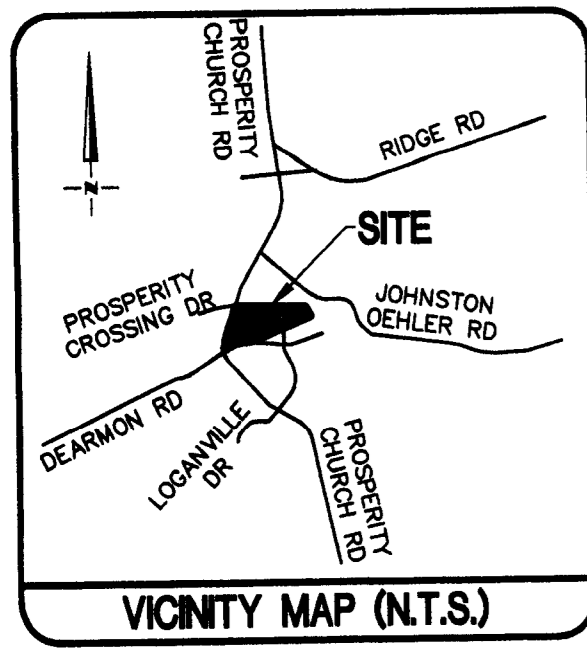 PROSPERITY
CHURCH RD
RIDGE RD
N
SITE
PROSPERITY
CROSSING DR
JOHNSTON
OEHLER RD
DEARMON RD
LOGANVILLE
DR
PROSPERITY
CHURCH RD
VICINITY MAP (N.T.S.)